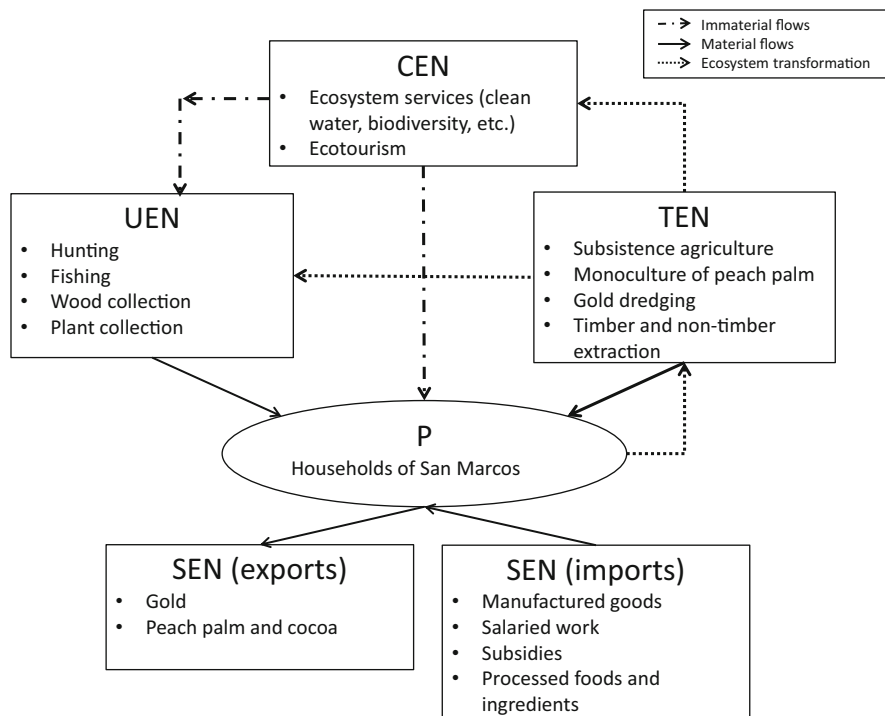 Immaterial flows
Material flows
Ecosystem transformation
CEN
• Ecosystem services (clean
water, biodiversity, etc.)
• Ecotourism
UEN
• Hunting
• Fishing
• Wood collection
• Plant collection
TEN
• Subsistence agriculture
• Monoculture of peach palm
• Gold dredging
• Timber and non-timber
extraction
P
Households of San Marcos
SEN (exports)
• Gold
• Peach palm and cocoa
SEN (imports)
• Manufactured goods
• Salaried work
• Subsidies
• Processed foods and
ingredients